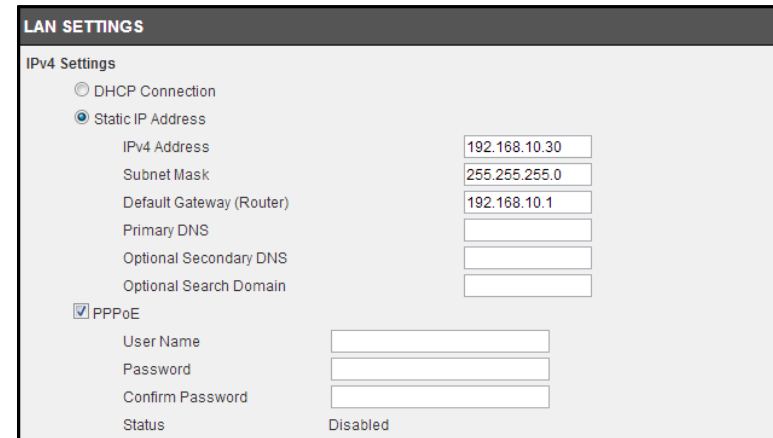 LAN SETTINGS
IPv4 Settings
DHCP Connection
Static IP Address
IPv4 Address 192.168.10.30
Subnet Mask 255.255.255.0
Default Gateway (Router) 192.168.10.1
Primary DNS
Optional Secondary DNS
Optional Search Domain
PPPoE
User Name
Password
Confirm Password
Status Disabled